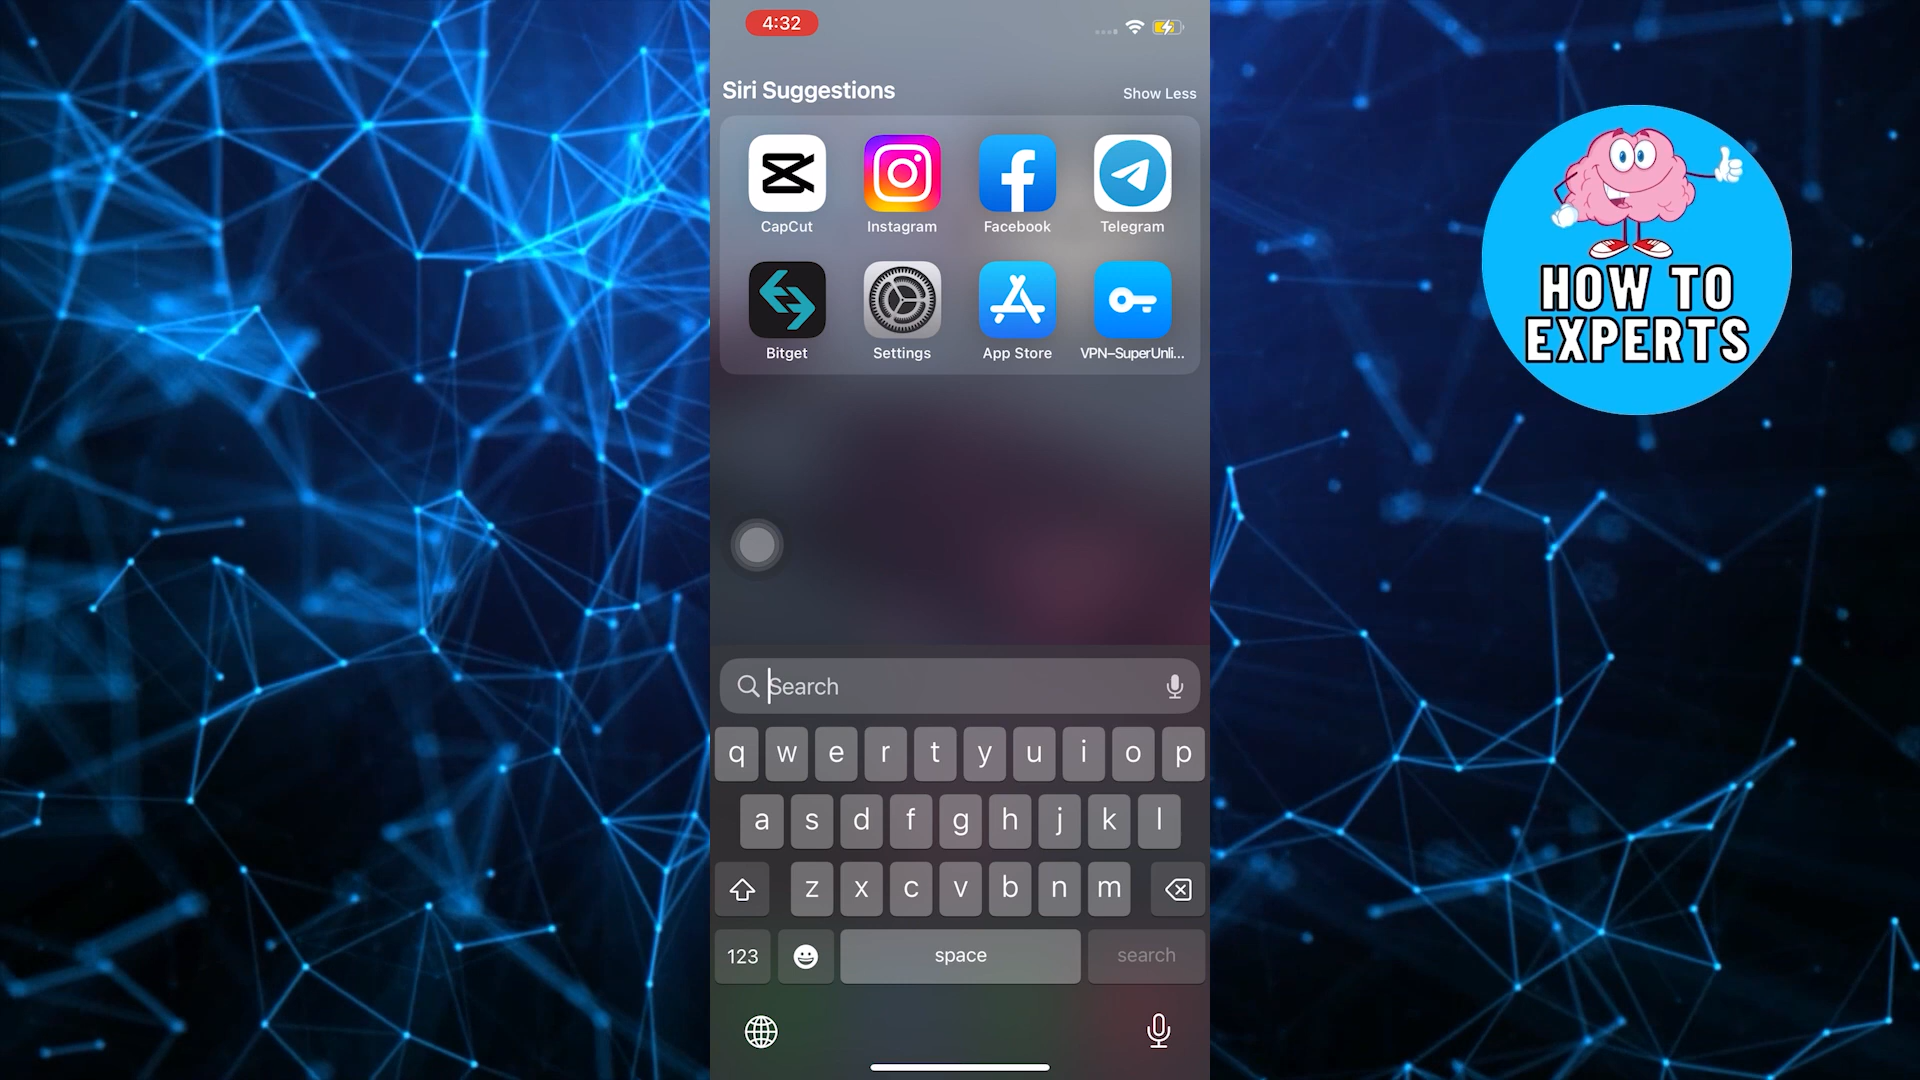 4:32
Siri Suggestions
Show Less
CapCut
Instagram
Facebook
Telegram
Bitget
Settings
App Store
VPN–SuperUnli...
Search
q w e r t y u i o p
a s d f g h j k l
z x c v b n m
123
space
search
HOW TO
EXPERTS